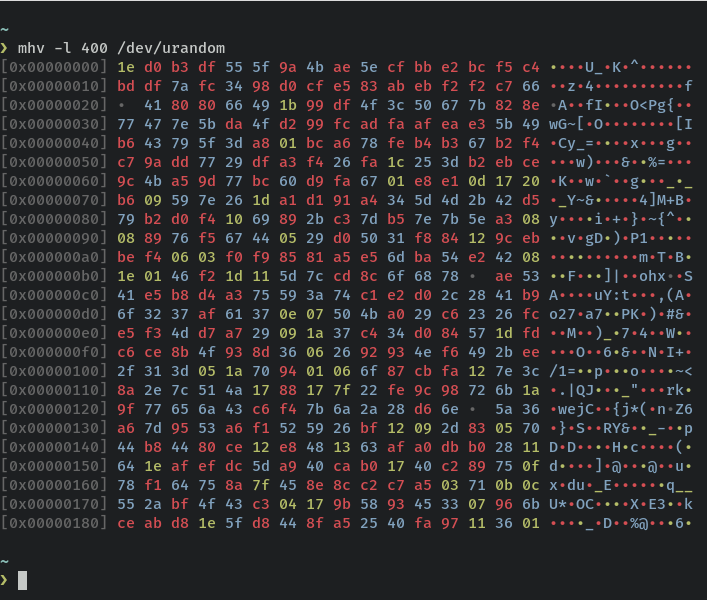 ~
❯ mhv -l 400 /dev/urandom
[0x00000000] 1e d0 b3 df 55 5f 9a 4b ae 5e cf bb e2 bc f5 c4 ••••U_•K•^••••••
[0x00000010] bd df 7a fc 34 98 d0 cf e5 83 ab eb f2 f2 c7 66 ••z•4••••••••••f
[0x00000020] • 41 80 80 66 49 1b 99 df 4f 3c 50 67 7b 82 8e •A••fI•••O<Pg{••
[0x00000030] 77 47 7e 5b da 4f d2 99 fc ad fa af ea e3 5b 49 wG~[•O••••••••[I
[0x00000040] b6 43 79 5f 3d a8 01 bc a6 78 fe b4 b3 67 b2 f4 •Cy_=••••x•••g••
[0x00000050] c7 9a dd 77 29 df a3 f4 26 fa 1c 25 3d b2 eb ce •••w)•••&••%=•••
[0x00000060] 9c 4b a5 9d 77 bc 60 d9 fa 67 01 e8 e1 0d 17 20 •K••w•`••g•••_•_
[0x00000070] b6 09 59 7e 26 1d a1 d1 91 a4 34 5d 4d 2b 42 d5 •_Y~&•••••4]M+B•
[0x00000080] 79 b2 d0 f4 10 69 89 2b c3 7d b5 7e 7b 5e a3 08 y••••i•+•}•~{^••
[0x00000090] 08 89 76 f5 67 44 05 29 d0 50 31 f8 84 12 9c eb ••v•gD•)•P1•••••
[0x000000a0] be f4 06 03 f0 f9 85 81 a5 e5 6d ba 54 e2 42 08 ••••••••••m•T•B•
[0x000000b0] 1e 01 46 f2 1d 11 5d 7c cd 8c 6f 68 78 • ae 53 ••F•••]|••ohx••S
[0x000000c0] 41 e5 b8 d4 a3 75 59 3a 74 c1 e2 d0 2c 28 41 b9 A••••uY:t•••,(A•
[0x000000d0] 6f 32 37 af 61 37 0e 07 50 4b a0 29 c6 23 26 fc o27•a7••PK•)•#&•
[0x000000e0] e5 f3 4d d7 a7 29 09 1a 37 c4 34 d0 84 57 1d fd ••M••)_•7•4••W••
[0x000000f0] c6 ce 8b 4f 93 8d 36 06 26 92 93 4e f6 49 2b ee •••O••6•&••N•I+•
[0x00000100] 2f 31 3d 05 1a 70 94 01 06 6f 87 cb fa 12 7e 3c /1=••p•••o••••~<
[0x00000110] 8a 2e 7c 51 4a 17 88 17 7f 22 fe 9c 98 72 6b 1a •.|QJ••••"•••rk•
[0x00000120] 9f 77 65 6a 43 c6 f4 7b 6a 2a 28 d6 6e • 5a 36 •wejC••{j*(•n•Z6
[0x00000130] a6 7d 95 53 a6 f1 52 59 26 bf 12 09 2d 83 05 70 •}•S••RY&••_-••p
[0x00000140] 44 b8 44 80 ce 12 e8 48 13 63 af a0 db b0 28 11 D•D••••H•c••••(•
[0x00000150] 64 1e af ef dc 5d a9 40 ca b0 17 40 c2 89 75 0f d••••]•@•••@••u•
[0x00000160] 78 f1 64 75 8a 7f 45 8e 8c c2 c7 a5 03 71 0b 0c x•du••E••••••q__
[0x00000170] 55 2a bf 4f 43 c3 04 17 9b 58 93 45 33 07 96 6b U*•OC••••X•E3••k
[0x00000180] ce ab d8 1e 5f d8 44 8f a5 25 40 fa 97 11 36 01 ••••_•D••%@•••6•
~
❯